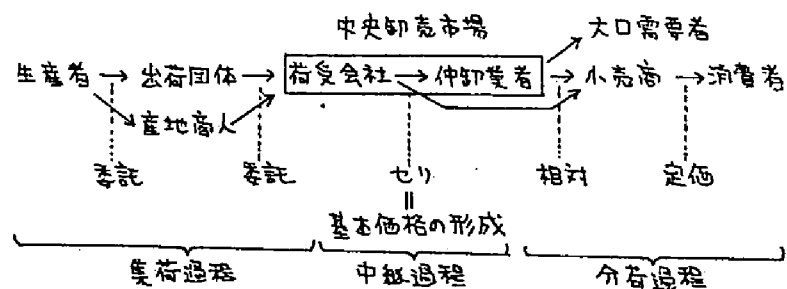 中央卸売市場
大口需要者
生産者 → 出荷団体 → 荷受会社 → 仲卸業者 → 小売商 → 消費者
産地商人
委託 委託 セリ 相対 定価
||
基本価格の形成
集荷過程 中継過程 分荷過程